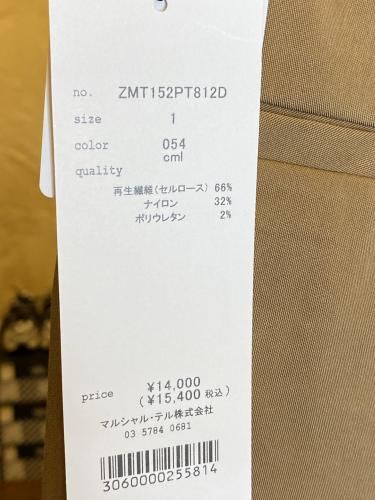 no. ZMT152PT812D
size 1
color 054
cml
quality
再生繊維(セルロース) 66%
ナイロン 32%
ポリウレタン 2%
price ¥14,000
(¥15,400 税込)
マルシャル・テル株式会社
03 5784 0681
3060000255814